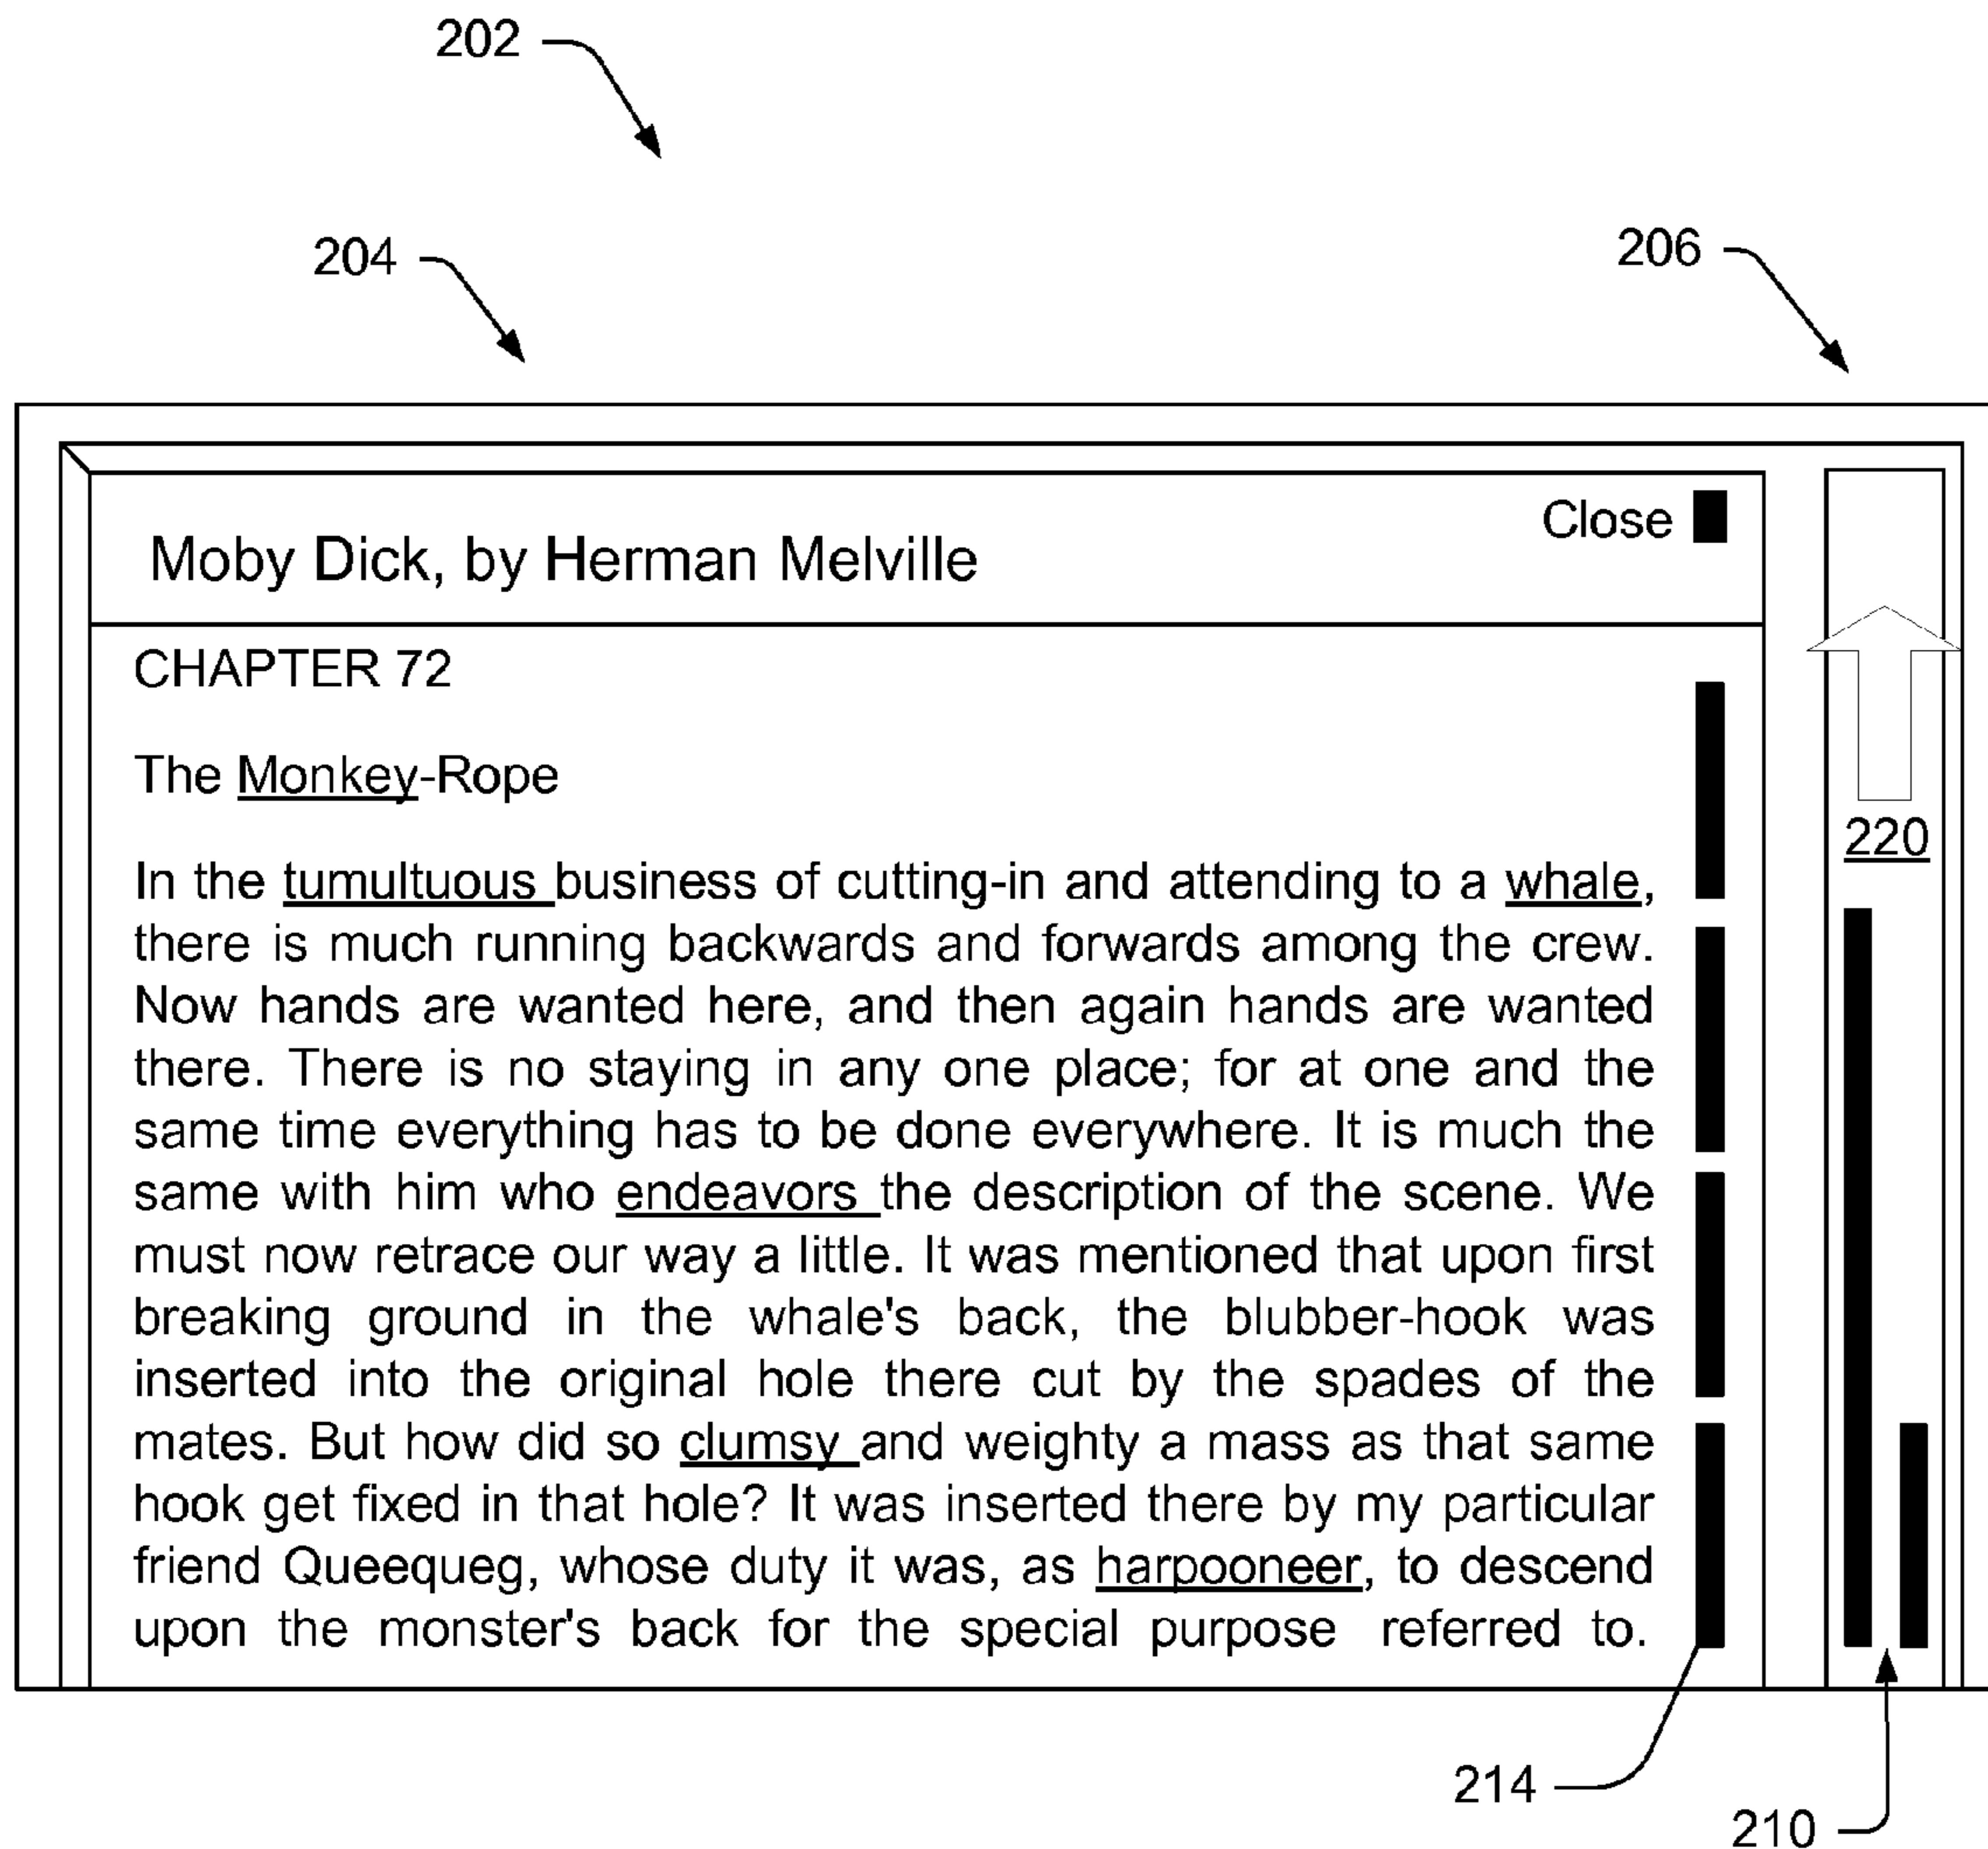 202
204
206
Close
Moby Dick, by Herman Melville
CHAPTER 72
The Monkey-Rope
220
In the tumultuous business of cutting-in and attending to a whale,
there is much running backwards and forwards among the crew.
Now hands are wanted here, and then again hands are wanted
there. There is no staying in any one place; for at one and the
same time everything has to be done everywhere. It is much the
same with him who endeavors the description of the scene. We
must now retrace our way a little. It was mentioned that upon first
breaking ground in the whale's back, the blubber-hook was
inserted into the original hole there cut by the spades of the
mates. But how did so clumsy and weighty a mass as that same
hook get fixed in that hole? It was inserted there by my particular
friend Queequeg, whose duty it was, as harpooneer, to descend
upon the monster's back for the special purpose referred to.
214
210